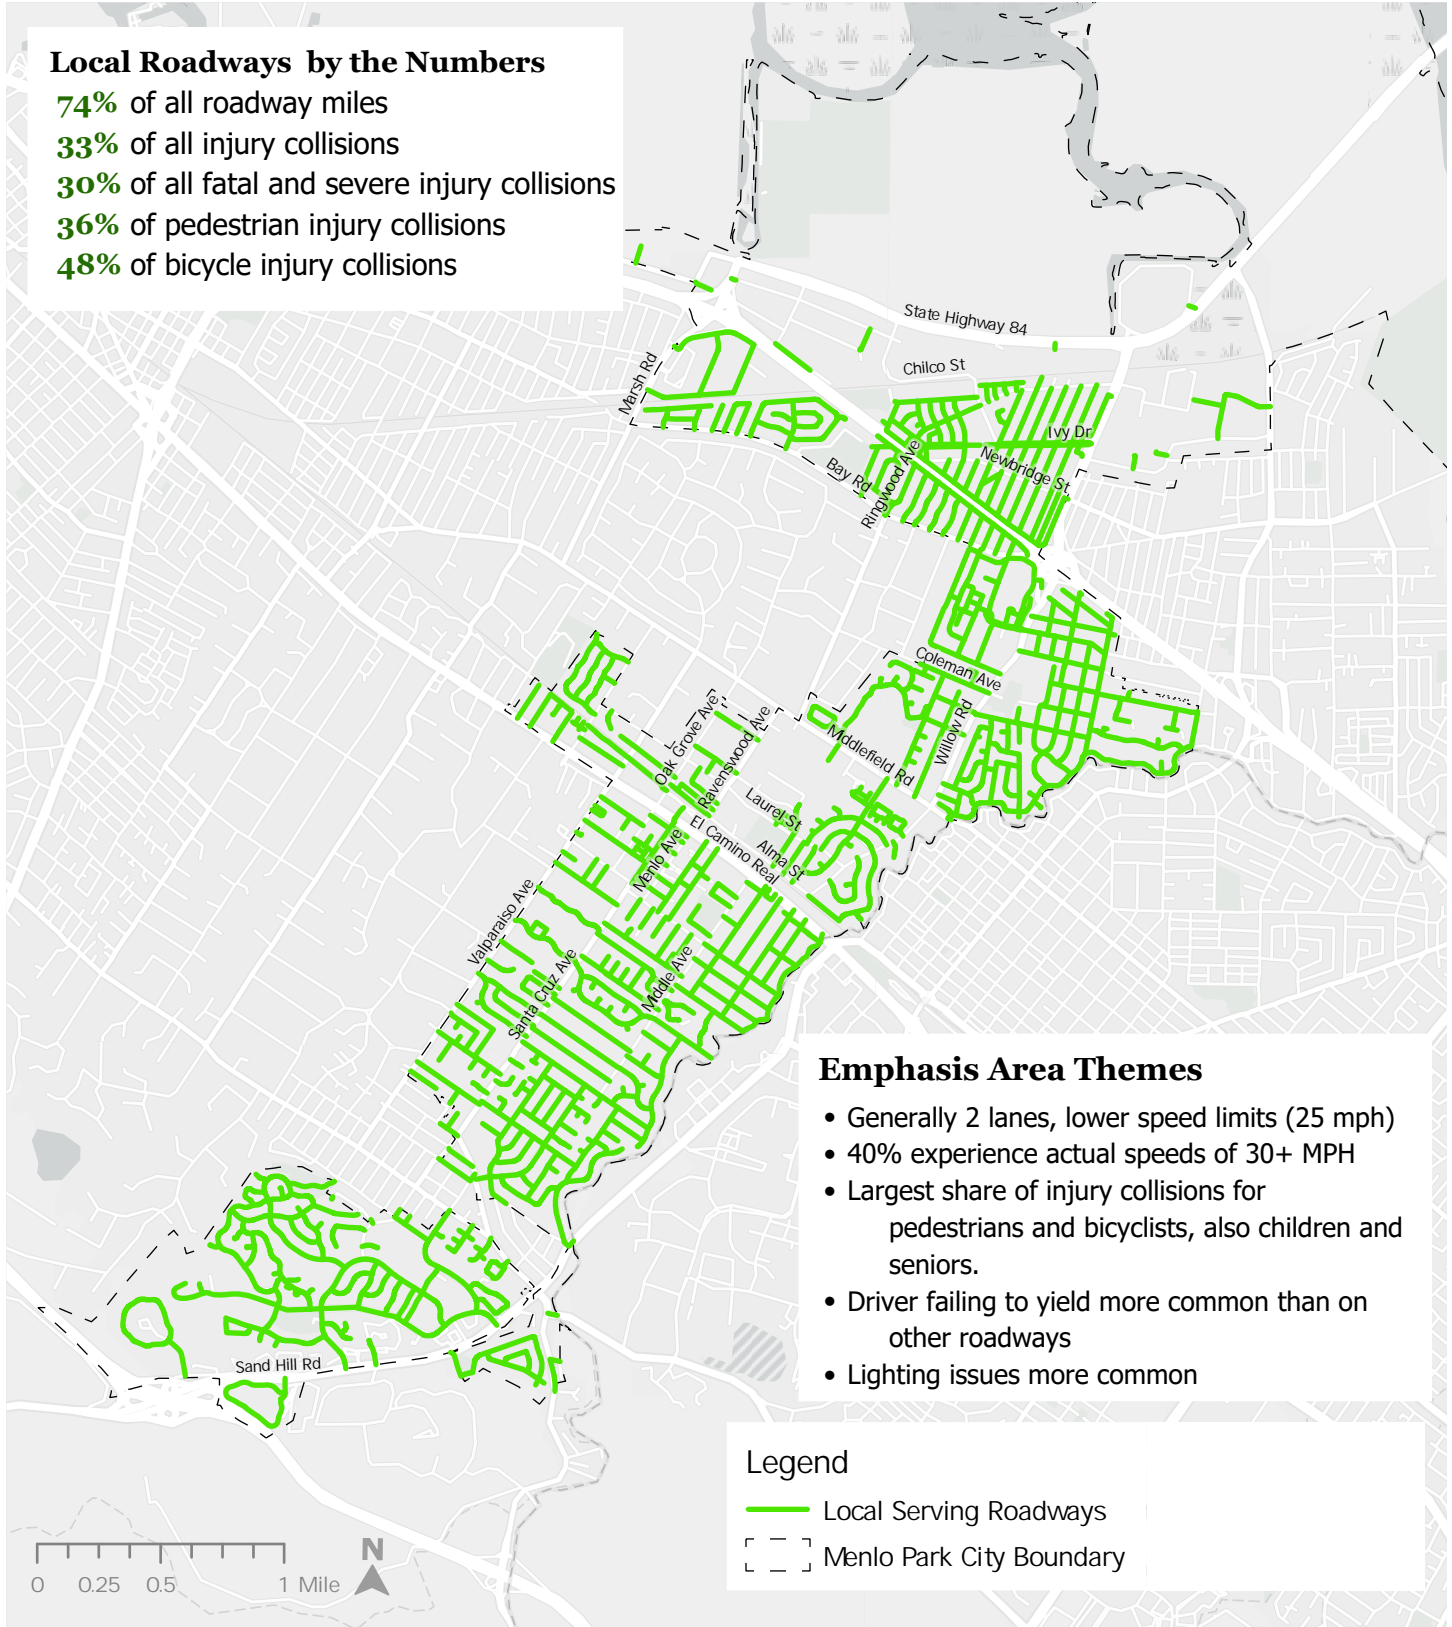 Local Roadways by the Numbers
74% of all roadway miles
33% of all injury collisions
30% of all fatal and severe injury collisions
36% of pedestrian injury collisions
48% of bicycle injury collisions
State Highway 84
Chilco St
Marsh Rd
Ivy Dr
Newbridge St
Bay Rd
Ringwood Ave
Coleman Ave
Willow Rd
Middlefield Rd
Oak Grove Ave
Ravenswood Ave
Laurel St
Alma St
El Camino Real
Menlo Ave
Valparaiso Ave
Santa Cruz Ave
Middle Ave
Sand Hill Rd
Emphasis Area Themes
• Generally 2 lanes, lower speed limits (25 mph)
• 40% experience actual speeds of 30+ MPH
• Largest share of injury collisions for
pedestrians and bicyclists, also children and
seniors.
• Driver failing to yield more common than on
other roadways
• Lighting issues more common
Legend
Local Serving Roadways
Menlo Park City Boundary
N
0 0.25 0.5 1 Mile